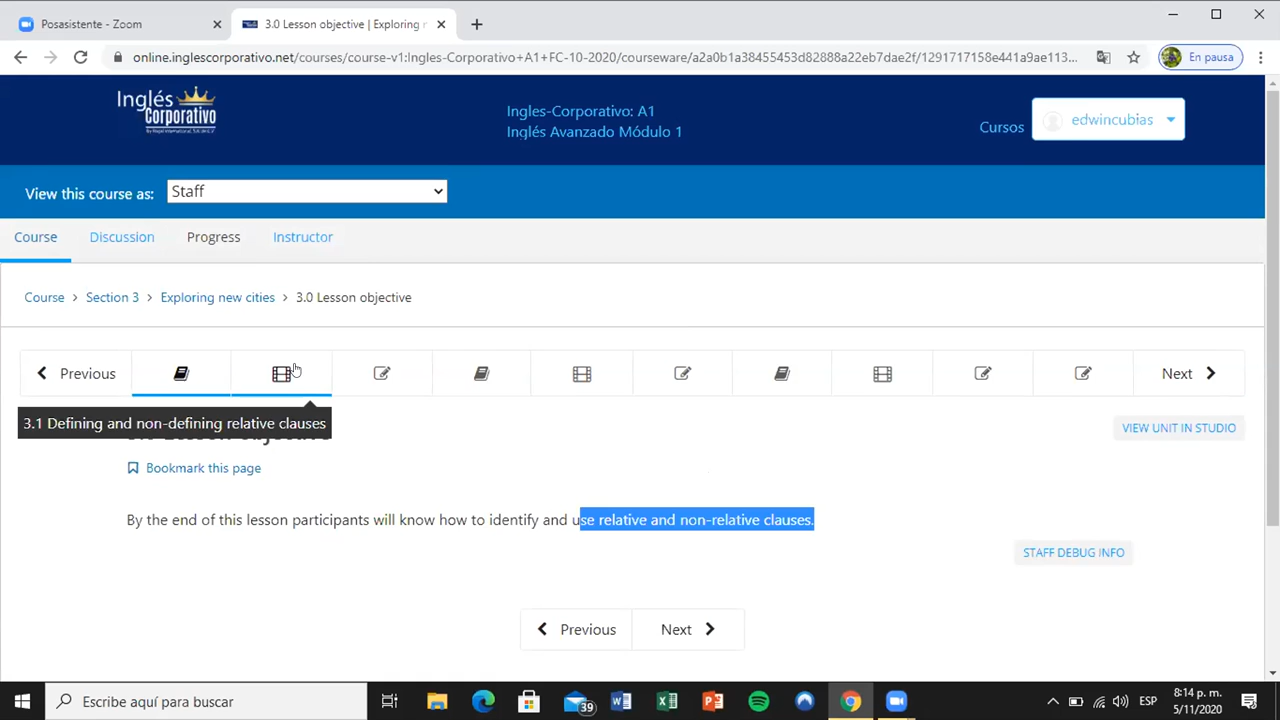 Posasistente - Zoom
3.0 Lesson objective | Exploring n
online.inglescorporativo.net/courses/course-v1:Ingles-Corporativo+A1+FC-10-2020/courseware/a2a0b1a38455453d82888a22eb7dae2f/1291717158e441a9ae113...
En pausa
Inglés
Corporativo
Ingles-Corporativo: A1
Inglés Avanzado Módulo 1
Cursos
edwincubias
View this course as:
Staff
Course
Discussion
Progress
Instructor
Course > Section 3 > Exploring new cities > 3.0 Lesson objective
Previous
Next
3.1 Defining and non-defining relative clauses
VIEW UNIT IN STUDIO
Bookmark this page
By the end of this lesson participants will know how to identify and use relative and non-relative clauses.
STAFF DEBUG INFO
Previous
Next
Escribe aquí para buscar
39
ESP
8:14 p. m.
5/11/2020